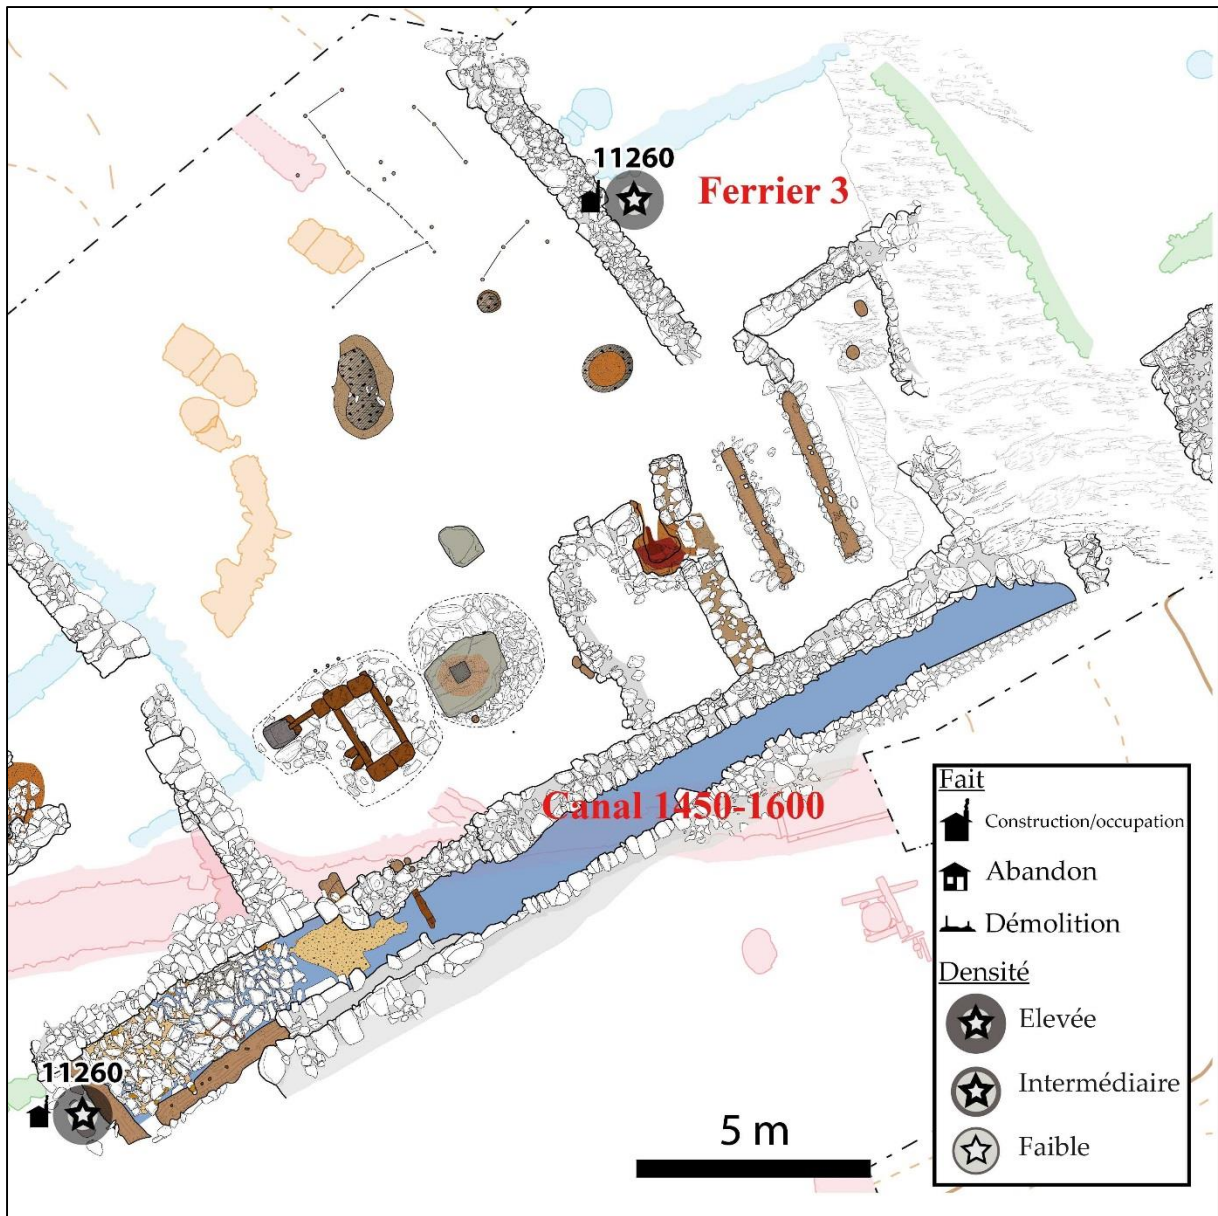 11260
Ferrier 3
Canal 1450-1600
Fait
Construction/occupation
Abandon
Démolition
Densité
Elevée
Intermédiaire
Faible
11260
5 m